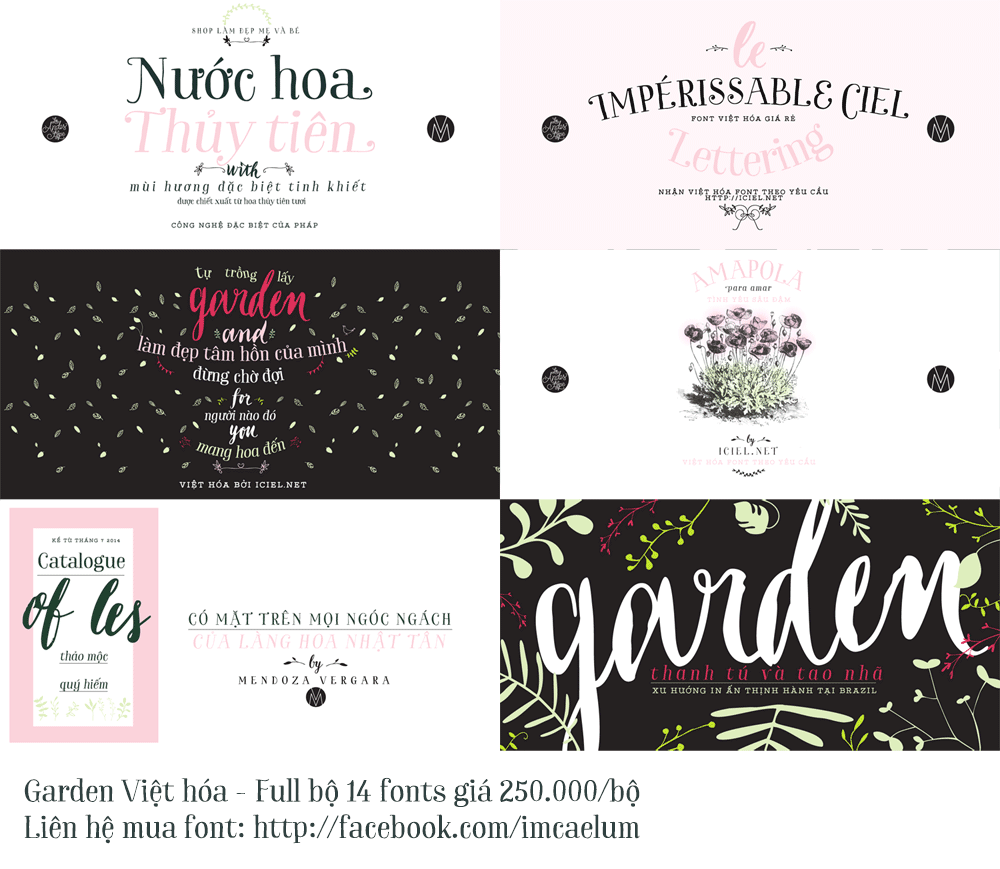 SHOP LÀM ĐẸP MẸ VÀ BÉ
Nước hoa
Thủy tiên
with
mùi hương đặc biệt tinh khiết
được chiết xuất từ hoa thủy tiên tươi
CÔNG NGHỆ ĐẶC BIỆT CỦA PHÁP
le
IMPÉRISSABLE CIEL
FONT VIỆT HÓA GIÁ RẺ
Lettering
NHẬN VIỆT HÓA FONT THEO YÊU CẦU
HTTP://ICIEL.NET
tự trồng lấy
garden
and
làm đẹp tâm hồn của mình
đừng chờ đợi
for
người nào đó
you
mang hoa đến
VIỆT HÓA BỞI ICIEL.NET
AMAPOLA
para amar
TÌNH YÊU SÂU ĐẬM
by
ICIEL.NET
VIỆT HÓA FONT THEO YÊU CẦU
KỂ TỪ THÁNG 7 2014
Catalogue
of les
thảo mộc
quý hiếm
CÓ MẶT TRÊN MỌI NGÓC NGÁCH
CỦA LÀNG HOA NHẬT TÂN
by
MENDOZA VERGARA
garden
thanh tú và tao nhã
XU HƯỚNG IN ẤN THỊNH HÀNH TẠI BRAZIL
Garden Việt hóa - Full bộ 14 fonts giá 250.000/bộ
Liên hệ mua font: http://facebook.com/imcaelum